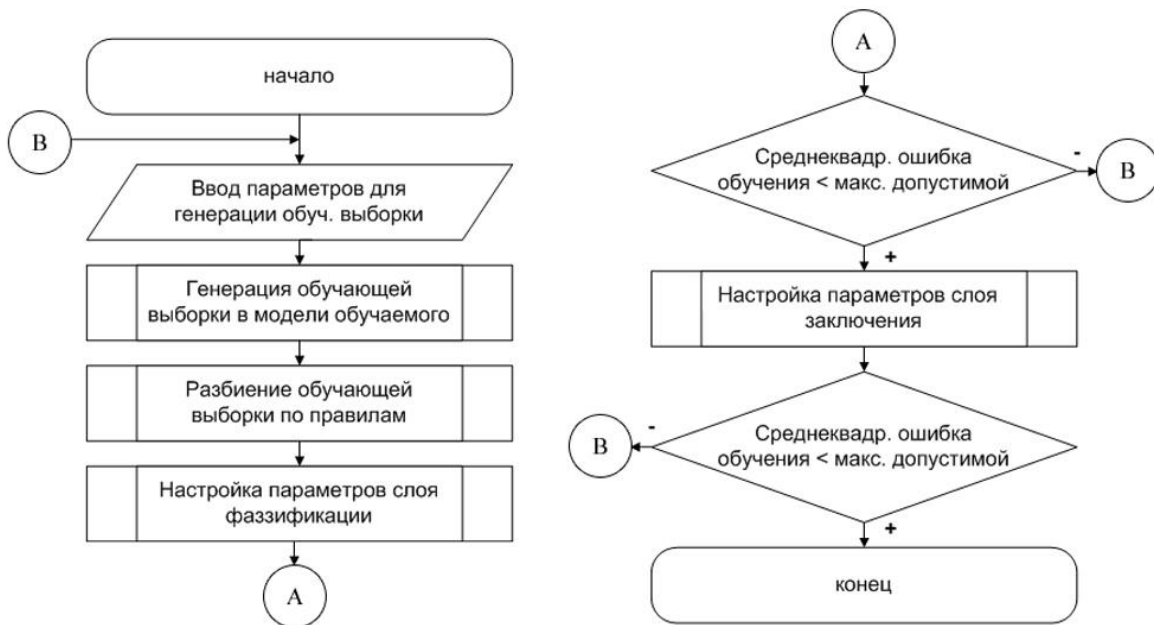 начало
В
Ввод параметров для
генерации обуч. выборки
Генерация обучающей
выборки в модели обучаемого
Разбиение обучающей
выборки по правилам
Настройка параметров слоя
фаззификации
А
А
Среднеквадр. ошибка
обучения < макс. допустимой
-
В
+
Настройка параметров слоя
заключения
Среднеквадр. ошибка
обучения < макс. допустимой
-
В
+
конец